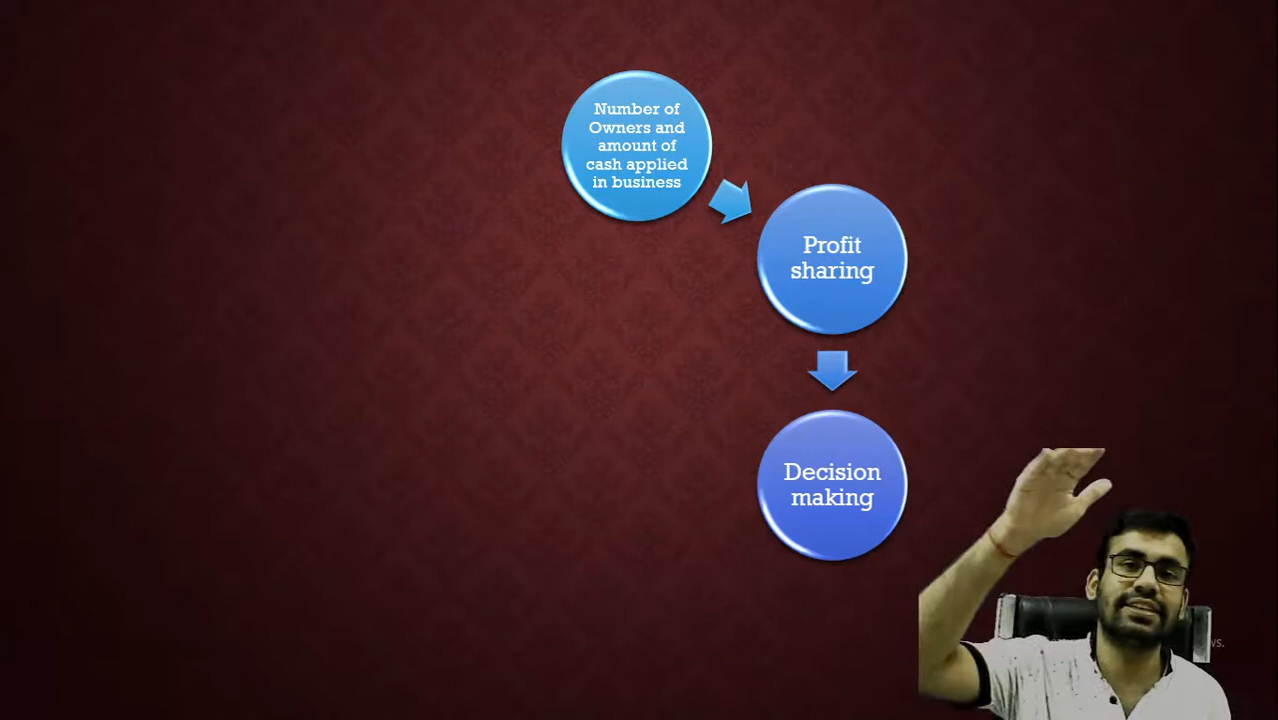 Number of
Owners and
amount of
cash applied
in business
Profit
sharing
Decision
making